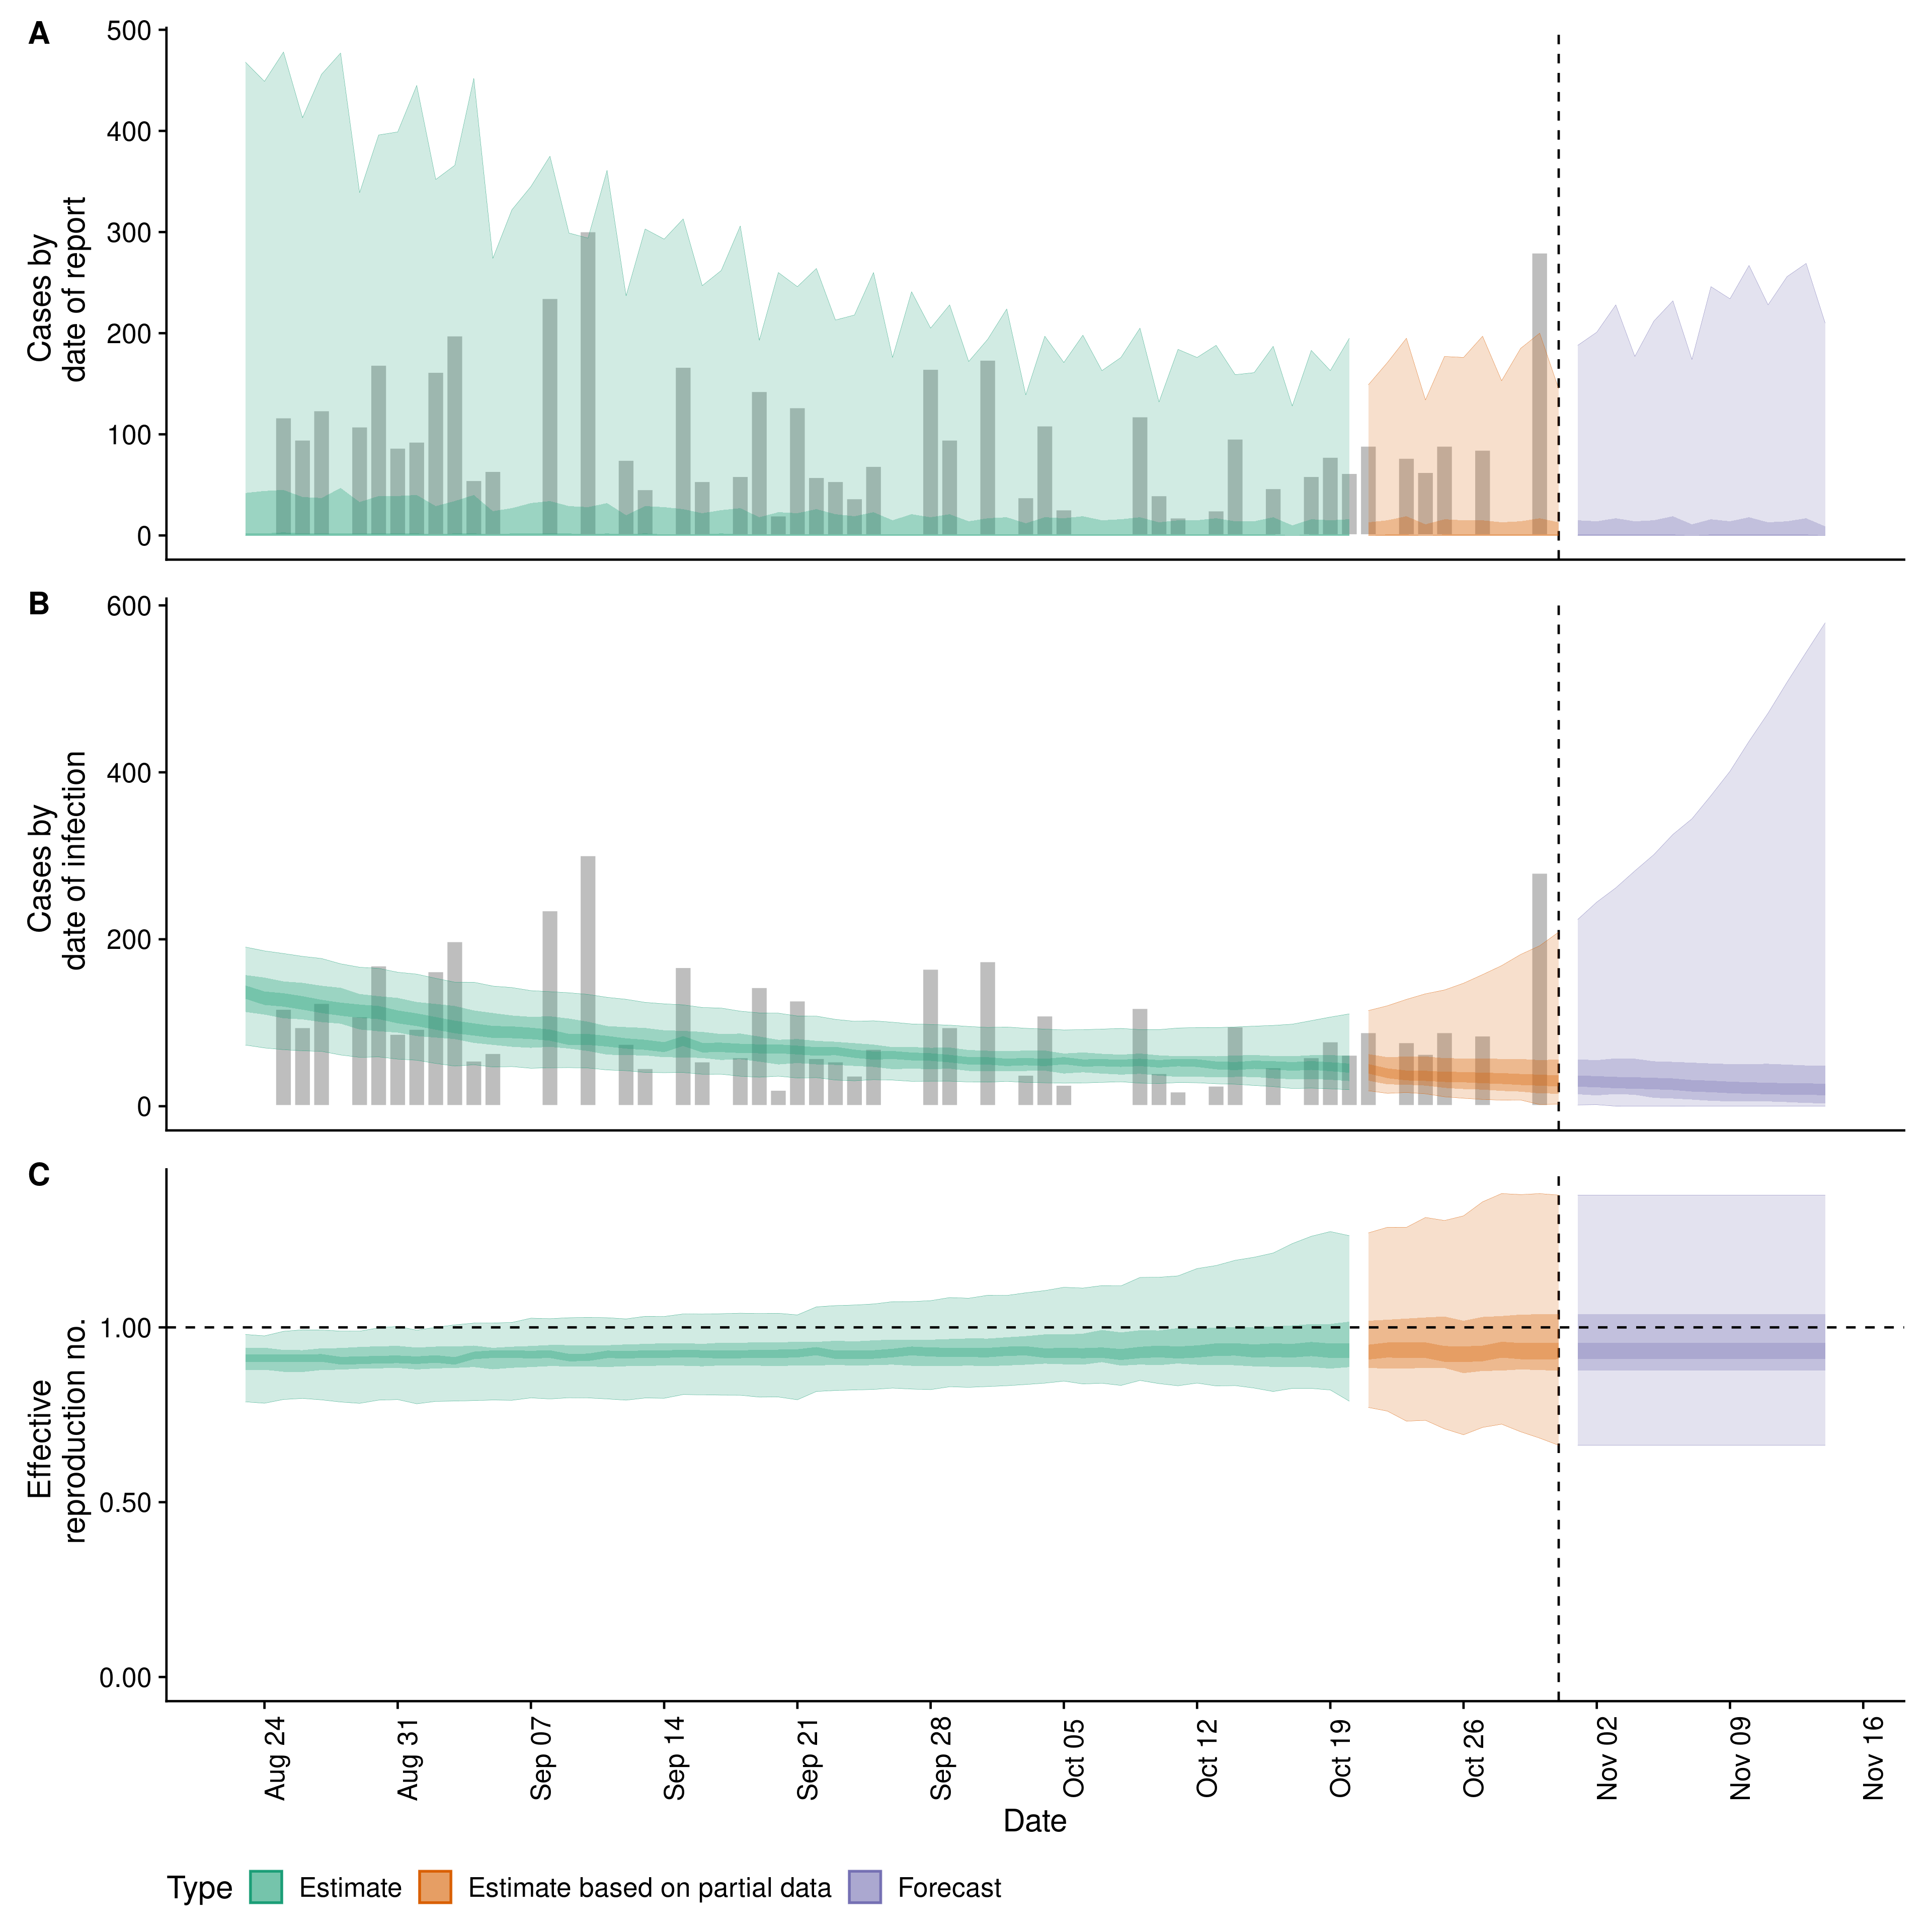 A
500
400
300
200
100
0
Cases by
date of report
B
600
400
200
0
Cases by
date of infection
C
1.00
0.50
0.00
Effective
reproduction no.
Aug 24
Aug 31
Sep 07
Sep 14
Sep 21
Sep 28
Oct 05
Oct 12
Oct 19
Oct 26
Nov 02
Nov 09
Nov 16
Date
Type Estimate Estimate based on partial data Forecast